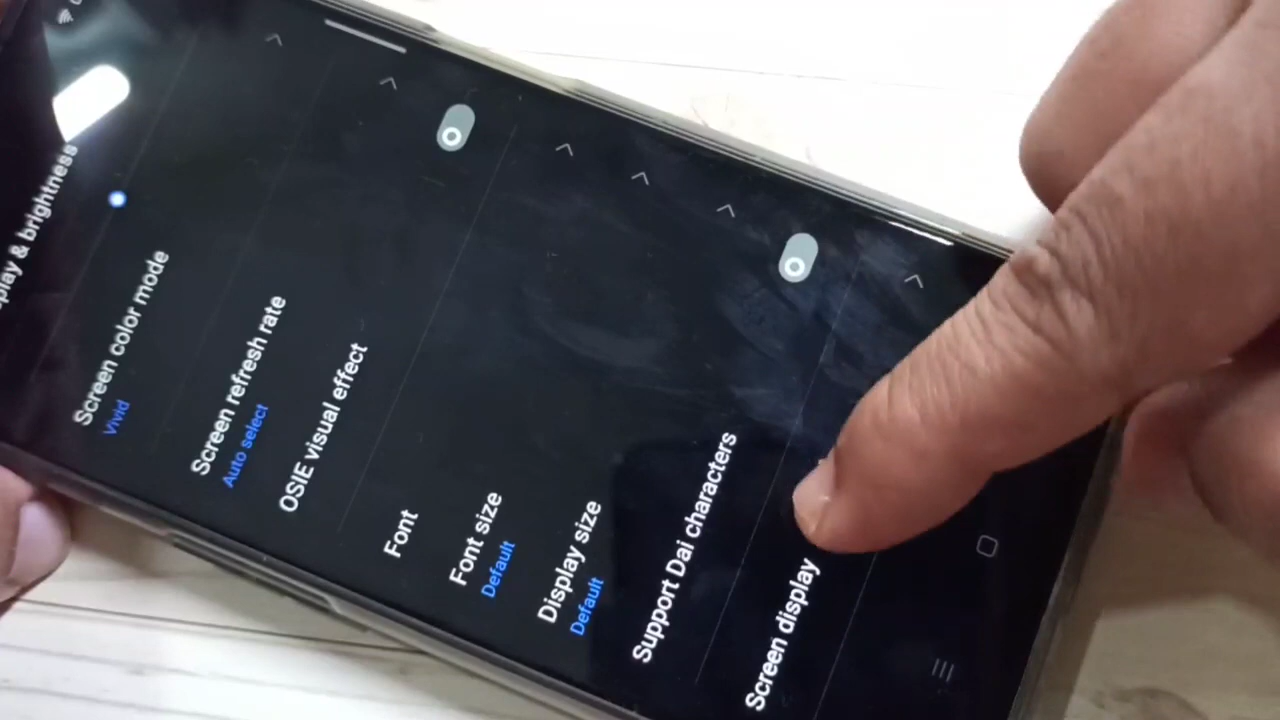 play & brightness
Screen color mode
Vivid
Screen refresh rate
Auto select
OSIE visual effect
Font
Font size
Default
Display size
Default
Support Dai characters
Screen display